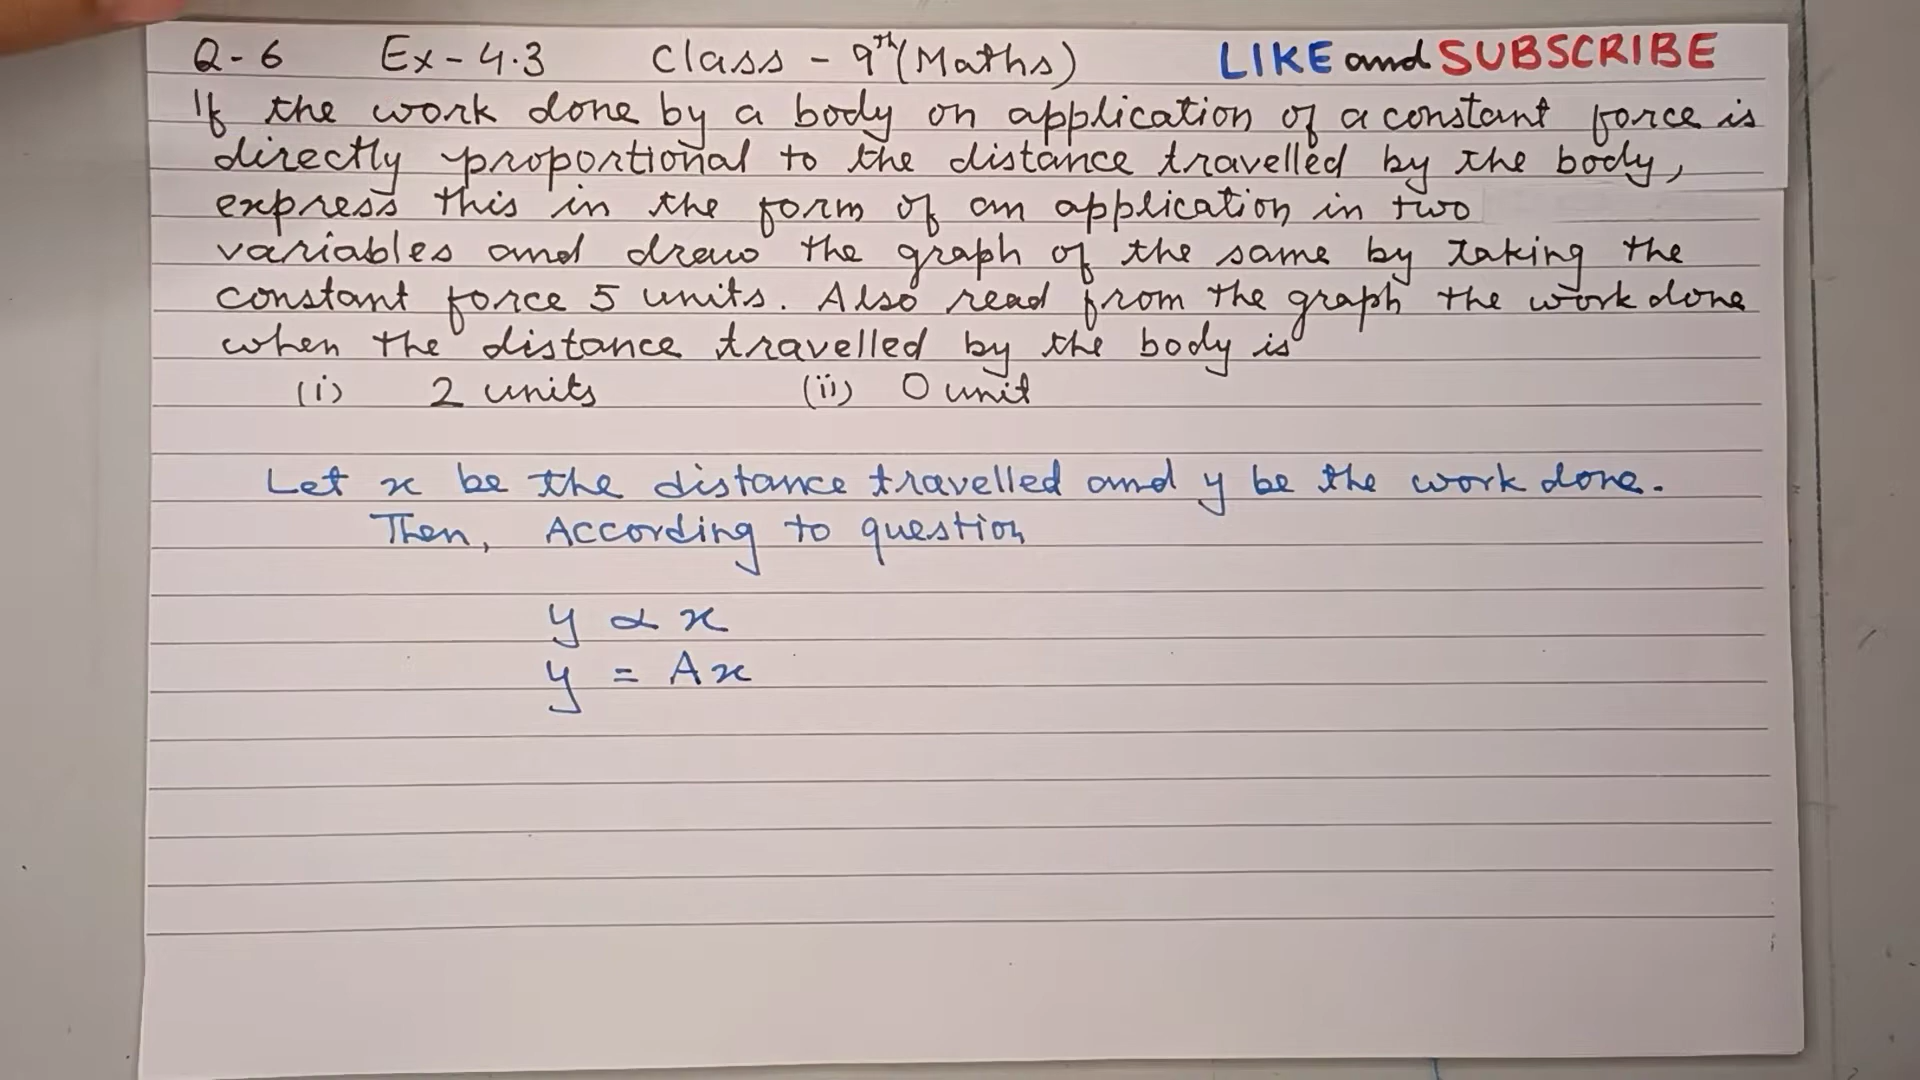 Q-6 Ex-4.3 Class - 9th (Maths) LIKE and SUBSCRIBE
If the work done by a body on application of a constant force is
directly proportional to the distance travelled by the body,
express this in the form of an application in two
variables and draw the graph of the same by taking the
constant force 5 units. Also read from the graph the work done
when the distance travelled by the body is
(i) 2 units (ii) 0 unit
Let x be the distance travelled and y be the work done.
Then, According to question
y ∝ x
y = Ax